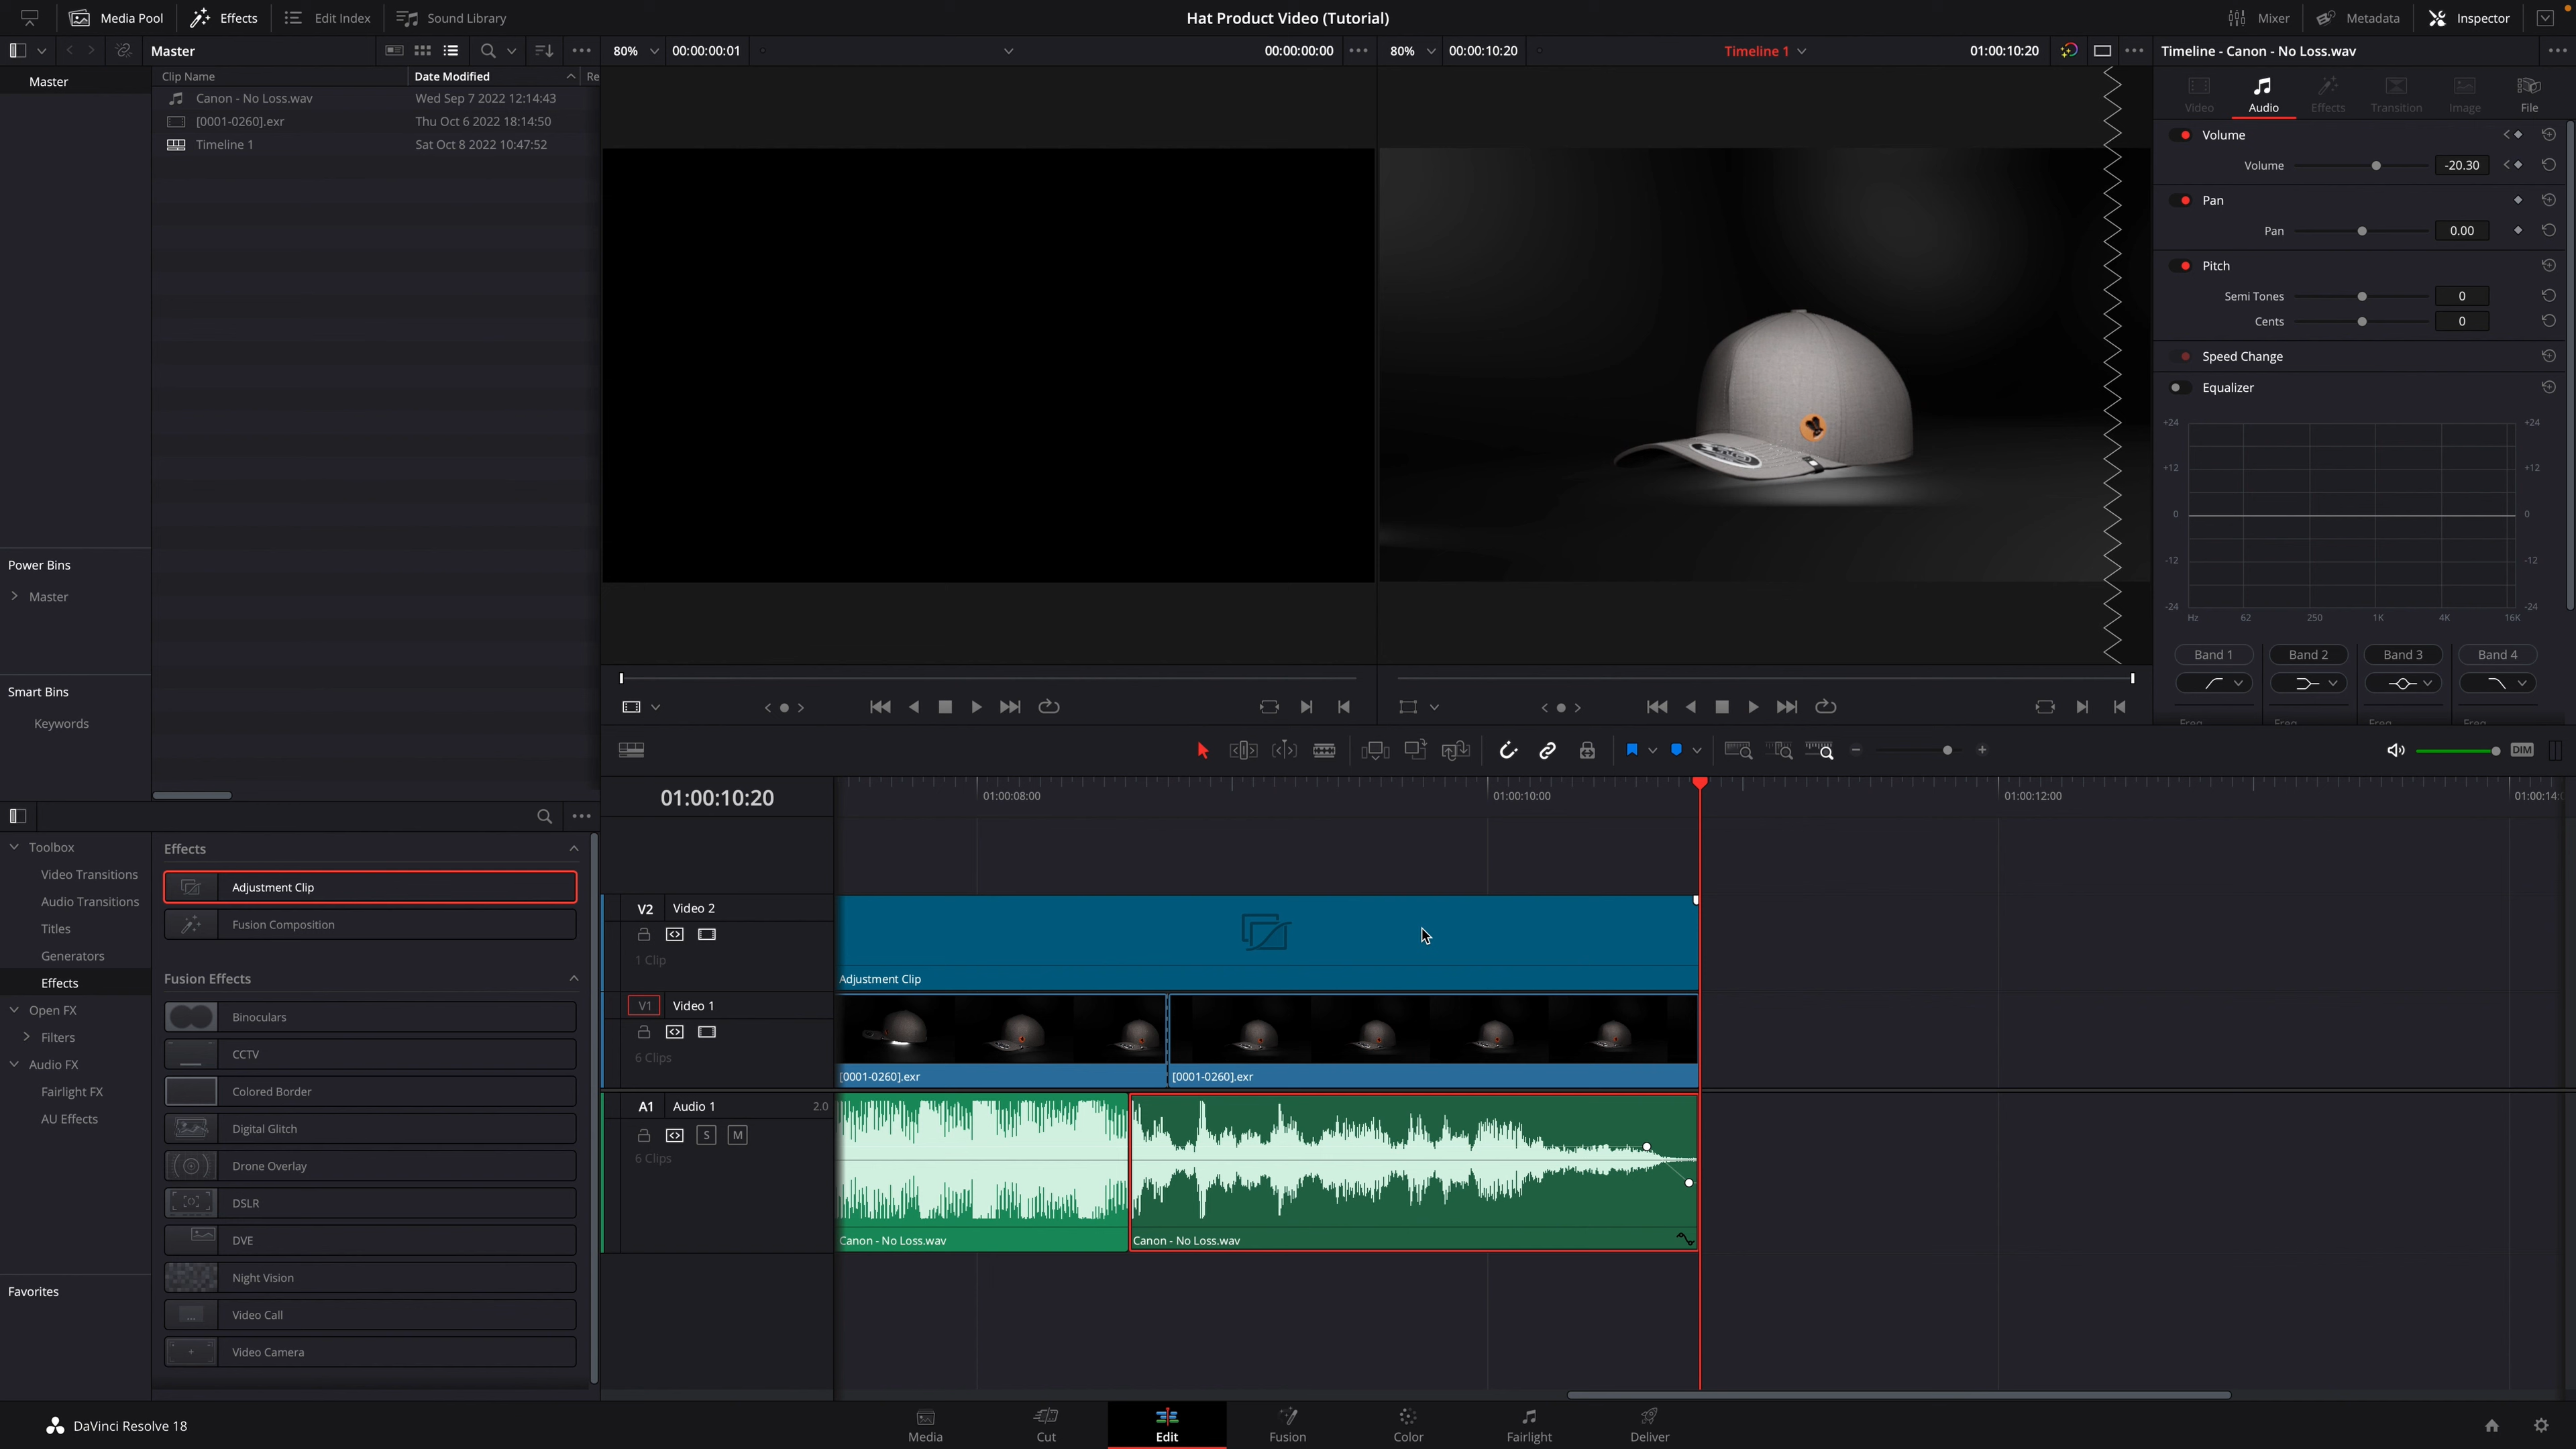 Media Pool
Effects
Edit Index
Sound Library
Hat Product Video (Tutorial)
Mixer
Metadata
Inspector
Master
80%
00:00:00:01
00:00:00:00
80%
00:00:10:20
Timeline 1
01:00:10:20
Timeline - Canon - No Loss.wav
Master
Clip Name
Date Modified
Re
Canon - No Loss.wav
Wed Sep 7 2022 12:14:43
[0001-0260].exr
Thu Oct 6 2022 18:14:50
Timeline 1
Sat Oct 8 2022 10:47:52
Power Bins
Master
Smart Bins
Keywords
Video
Audio
Effects
Transition
Image
File
Volume
Volume
-20.30
Pan
Pan
0.00
Pitch
Semi Tones
0
Cents
0
Speed Change
Equalizer
+24
+24
+12
+12
0
0
-12
-12
-24
-24
Hz
62
250
1K
4K
16K
Band 1
Band 2
Band 3
Band 4
DIM
Toolbox
Video Transitions
Audio Transitions
Titles
Generators
Effects
Open FX
Filters
Audio FX
Fairlight FX
AU Effects
Favorites
Effects
Adjustment Clip
Fusion Composition
Fusion Effects
Binoculars
CCTV
Colored Border
Digital Glitch
Drone Overlay
DSLR
DVE
Night Vision
Video Call
Video Camera
01:00:10:20
01:00:08:00
01:00:10:00
01:00:12:00
01:00:14:
V2
Video 2
1 Clip
Adjustment Clip
V1
Video 1
6 Clips
[0001-0260].exr
[0001-0260].exr
A1
Audio 1
2.0
S
M
6 Clips
Canon - No Loss.wav
Canon - No Loss.wav
DaVinci Resolve 18
Media
Cut
Edit
Fusion
Color
Fairlight
Deliver